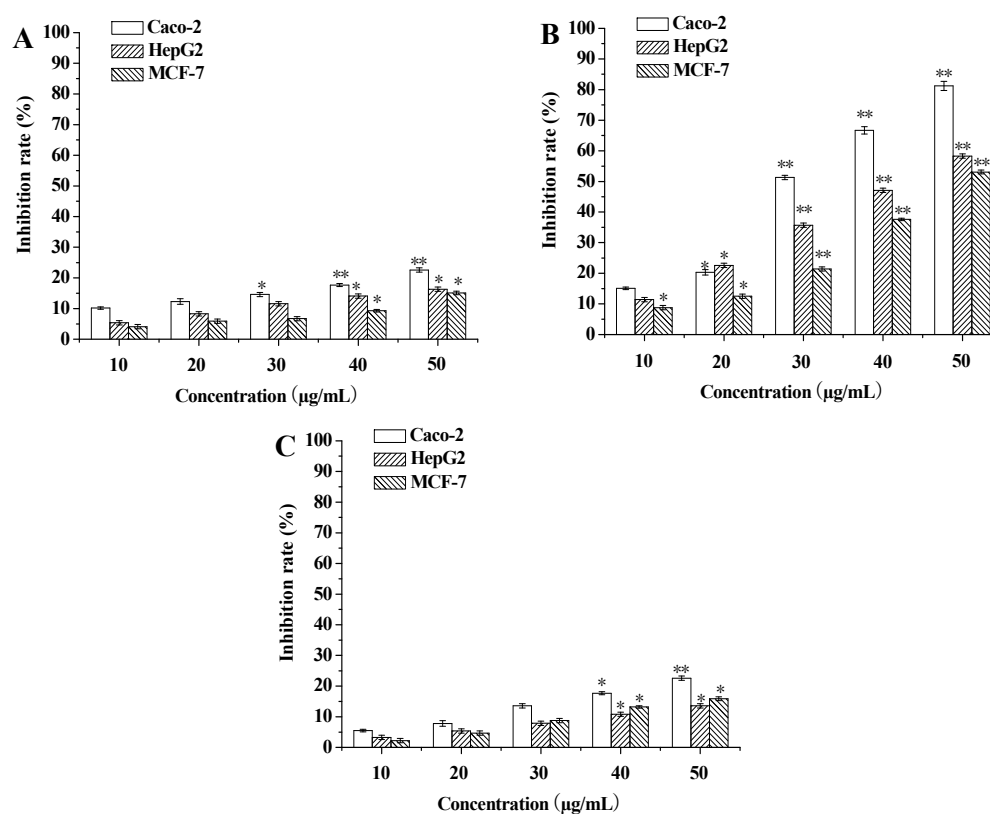 A
Caco-2
HepG2
MCF-7
Inhibition rate (%)
100
90
80
70
60
50
40
30
20
10
0
*
**
*
*
**
*
*
10 20 30 40 50
Concentration (μg/mL)
B
Caco-2
HepG2
MCF-7
Inhibition rate (%)
100
90
80
70
60
50
40
30
20
10
0
*
*
*
*
**
**
**
**
**
**
**
**
**
10 20 30 40 50
Concentration (μg/mL)
C
Caco-2
HepG2
MCF-7
Inhibition rate (%)
100
90
80
70
60
50
40
30
20
10
0
*
*
*
**
*
*
10 20 30 40 50
Concentration (μg/mL)